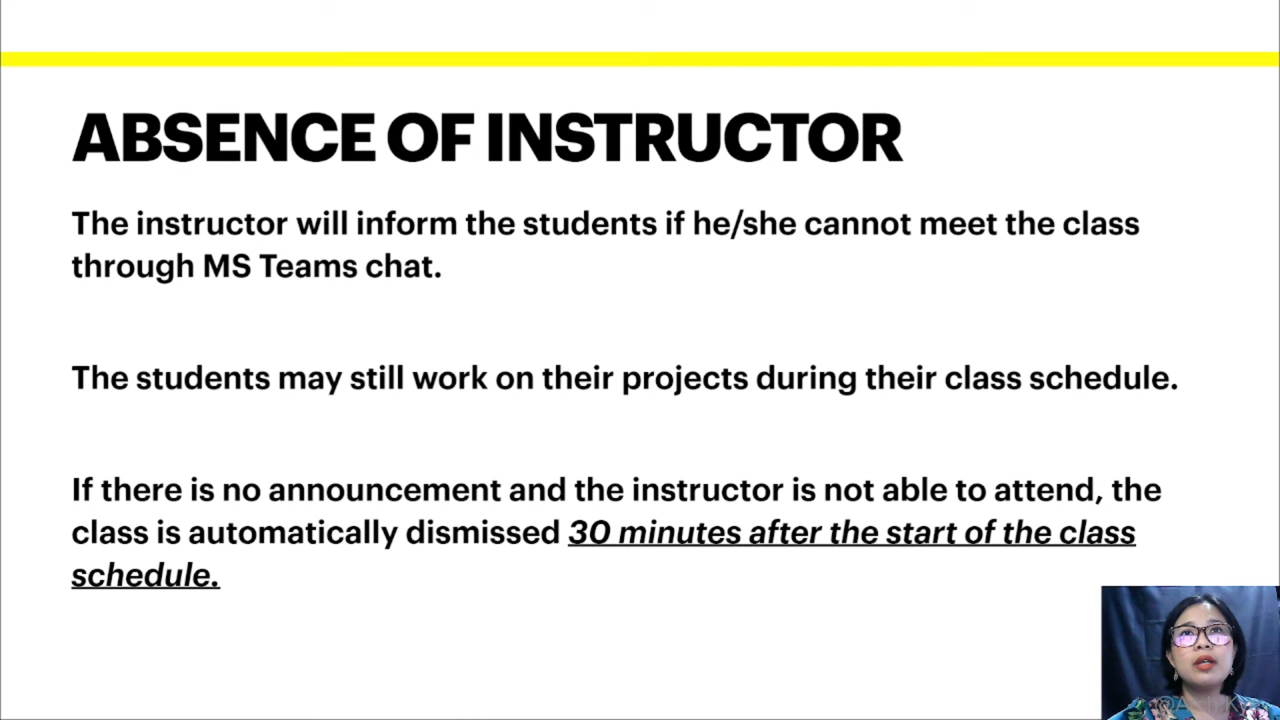 ABSENCE OF INSTRUCTOR
The instructor will inform the students if he/she cannot meet the class
through MS Teams chat.
The students may still work on their projects during their class schedule.
If there is no announcement and the instructor is not able to attend, the
class is automatically dismissed 30 minutes after the start of the class
schedule.